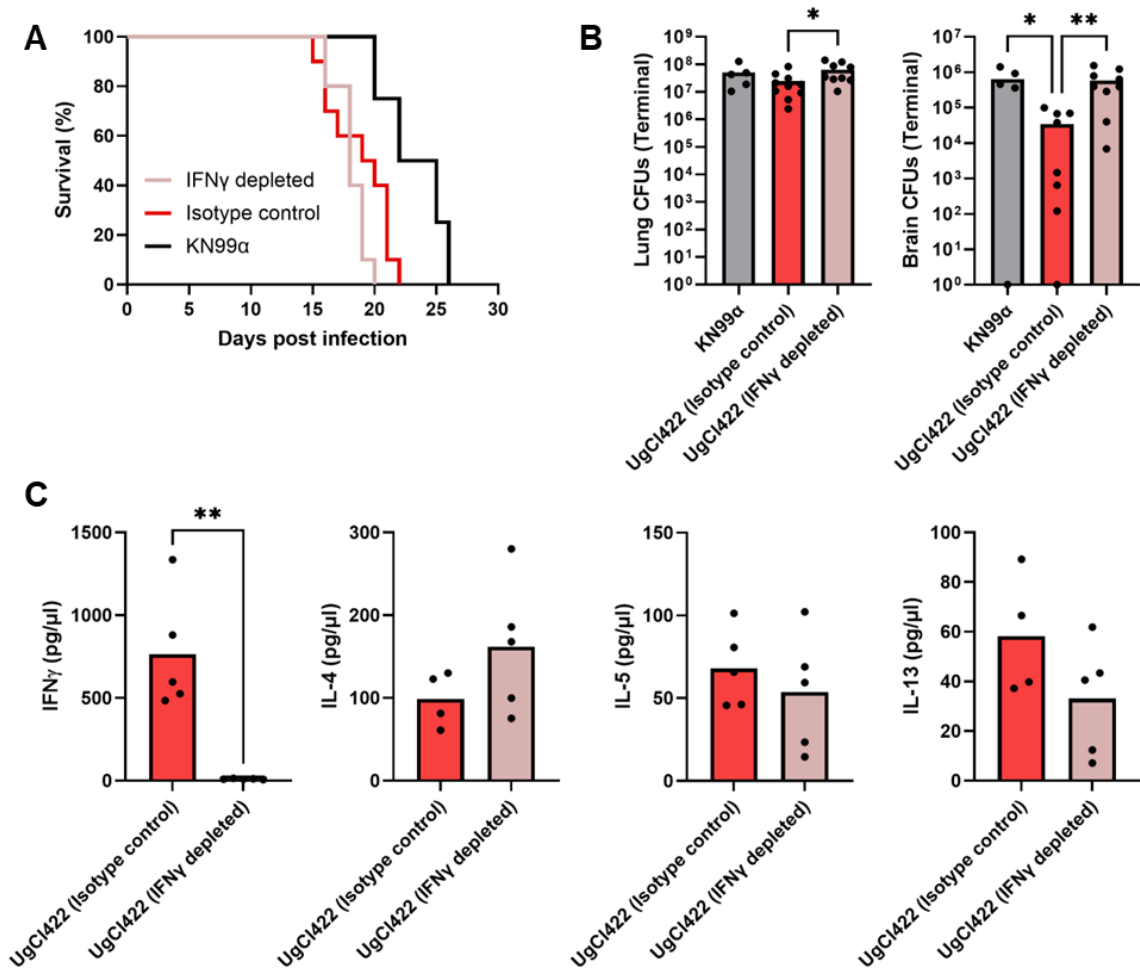 A
Survival (%)
100
80
60
40
20
0
IFNγ depleted
Isotype control
KN99α
0 5 10 15 20 25 30
Days post infection
B
Lung CFUs (Terminal)
10⁹
10⁸
10⁷
10⁶
10⁵
10⁴
10³
10²
10¹
10⁰
*
KN99α
UgCl422 (Isotype control)
UgCl422 (IFNγ depleted)
Brain CFUs (Terminal)
10⁷
10⁶
10⁵
10⁴
10³
10²
10¹
10⁰
* **
KN99α
UgCl422 (Isotype control)
UgCl422 (IFNγ depleted)
C
IFNγ (pg/µl)
1500
1000
500
0
**
UgCl422 (Isotype control)
UgCl422 (IFNγ depleted)
IL-4 (pg/µl)
300
200
100
0
UgCl422 (Isotype control)
UgCl422 (IFNγ depleted)
IL-5 (pg/µl)
150
100
50
0
UgCl422 (Isotype control)
UgCl422 (IFNγ depleted)
IL-13 (pg/µl)
100
80
60
40
20
0
UgCl422 (Isotype control)
UgCl422 (IFNγ depleted)